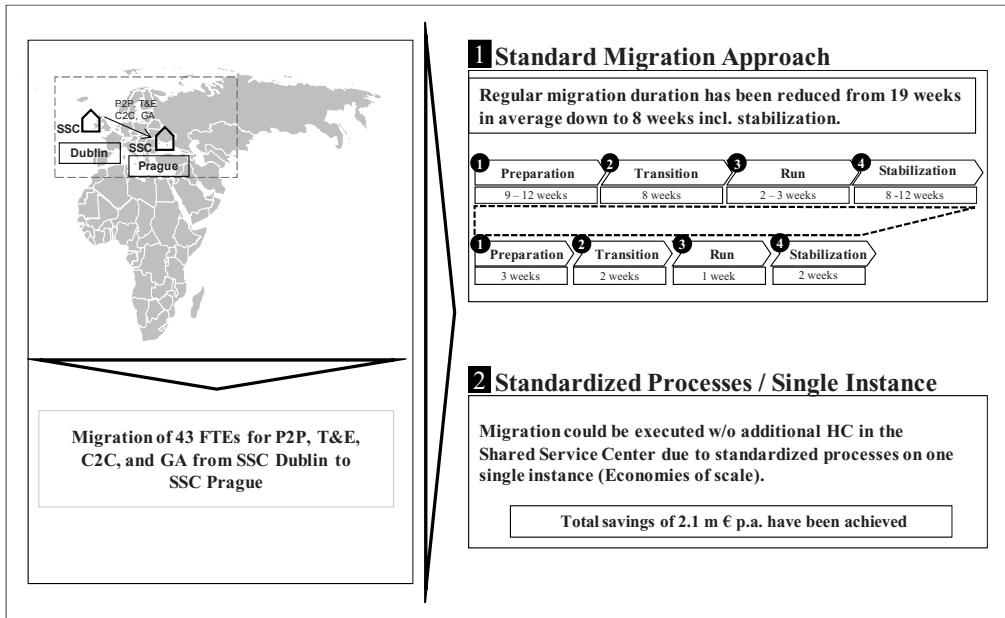 P2P, T&E,
C2C, GA
SSC
Dublin
SSC
Prague
Migration of 43 FTEs for P2P, T&E,
C2C, and GA from SSC Dublin to
SSC Prague
1 Standard Migration Approach
Regular migration duration has been reduced from 19 weeks
in average down to 8 weeks incl. stabilization.
1 Preparation 2 Transition 3 Run 4 Stabilization
9 – 12 weeks 8 weeks 2 – 3 weeks 8 -12 weeks
1 Preparation 2 Transition 3 Run 4 Stabilization
3 weeks 2 weeks 1 week 2 weeks
2 Standardized Processes / Single Instance
Migration could be executed w/o additional HC in the
Shared Service Center due to standardized processes on one
single instance (Economies of scale).
Total savings of 2.1 m € p.a. have been achieved